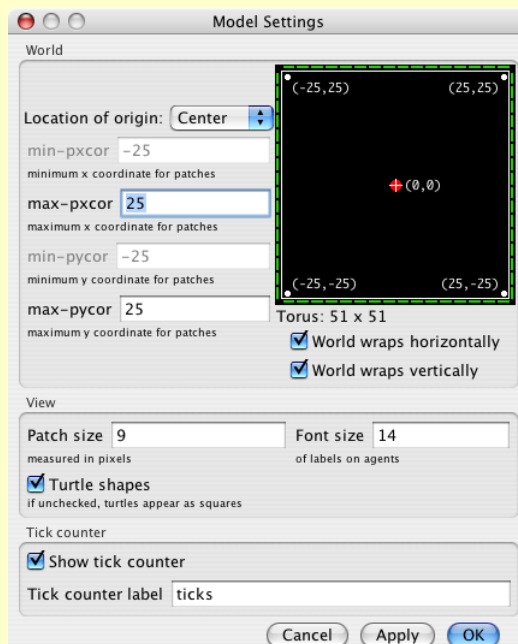 Model Settings
World
(-25,25) (25,25)
Location of origin: Center
min-pxcor -25
minimum x coordinate for patches
(0,0)
max-pxcor 25
maximum x coordinate for patches
min-pycor -25
minimum y coordinate for patches
(-25,-25) (25,-25)
max-pycor 25
maximum y coordinate for patches
Torus: 51 x 51
World wraps horizontally
World wraps vertically
View
Patch size 9 Font size 14
measured in pixels of labels on agents
Turtle shapes
if unchecked, turtles appear as squares
Tick counter
Show tick counter
Tick counter label ticks
Cancel Apply OK